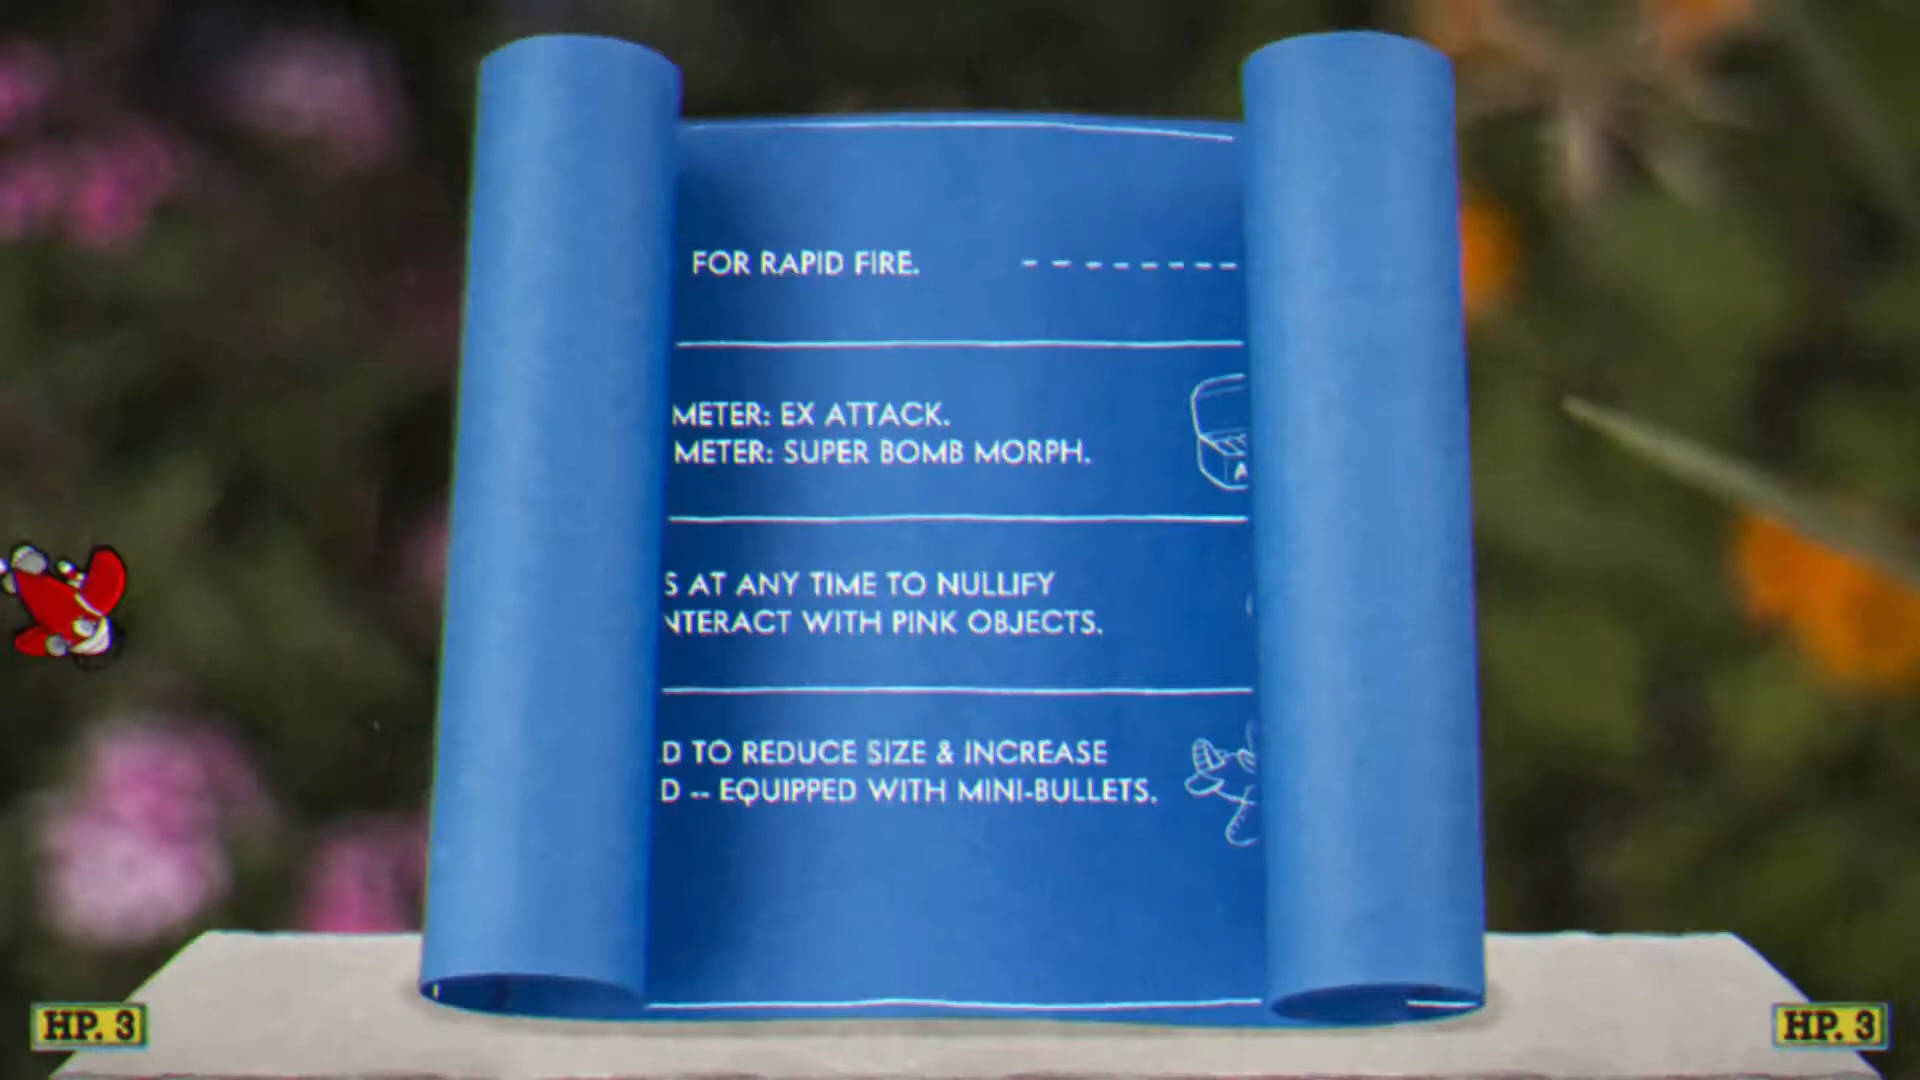 FOR RAPID FIRE.
METER: EX ATTACK.
METER: SUPER BOMB MORPH.
S AT ANY TIME TO NULLIFY
NTERACT WITH PINK OBJECTS.
D TO REDUCE SIZE & INCREASE
D -- EQUIPPED WITH MINI-BULLETS.
A
HP. 3
HP. 3